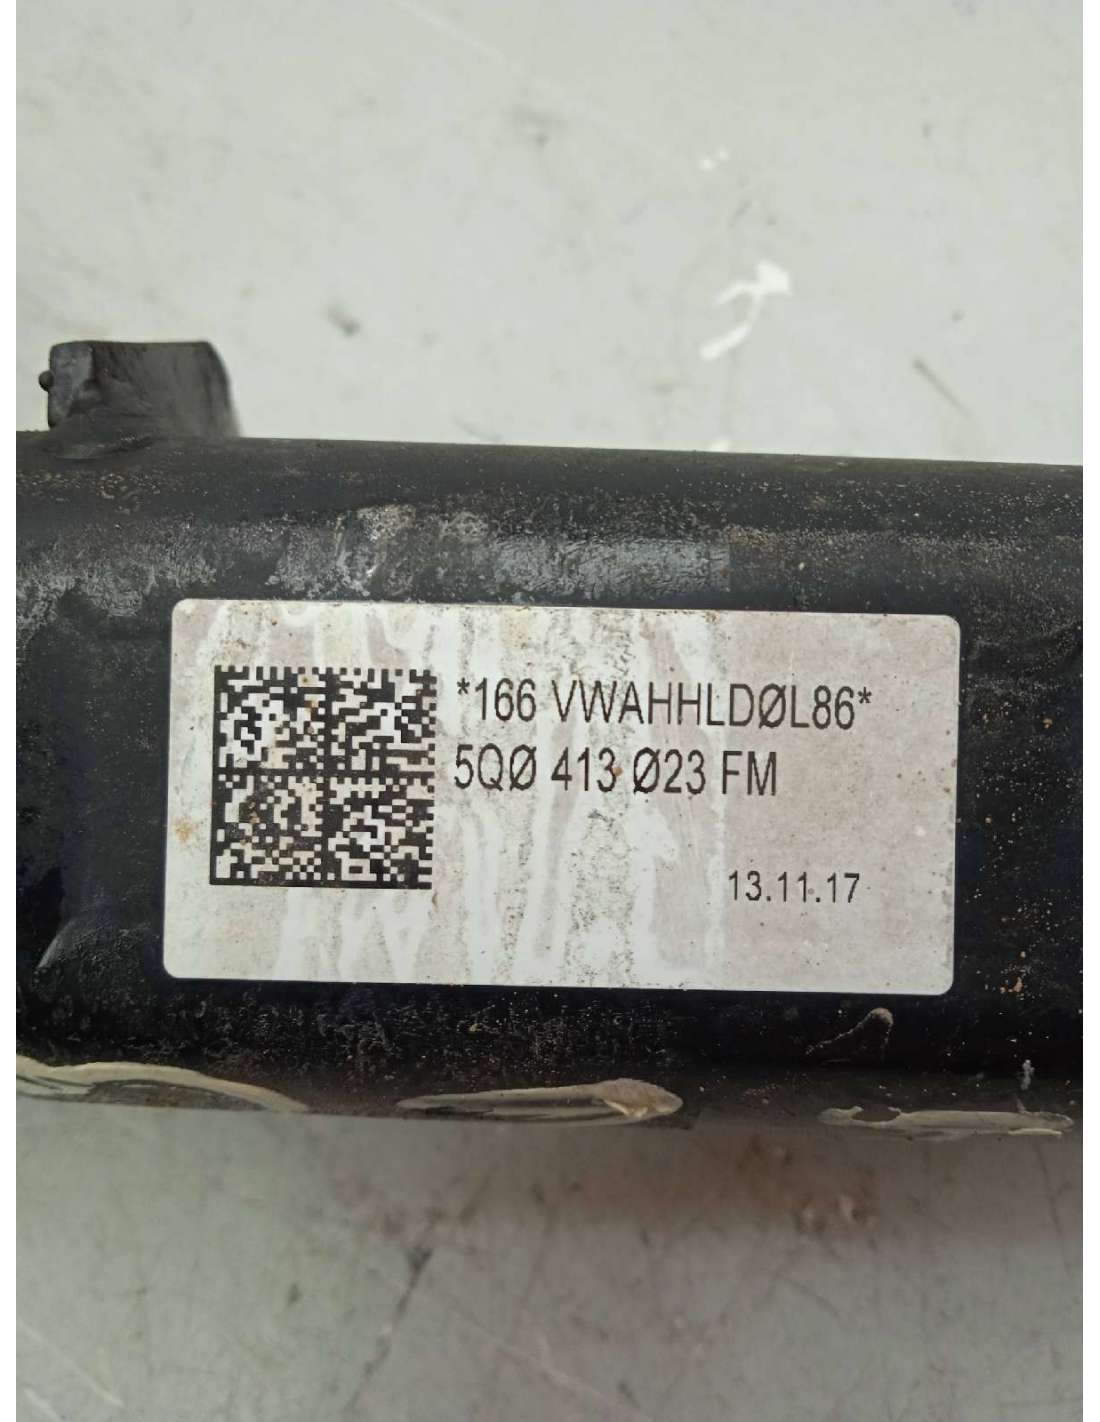 *166 VWAHHLDØL86*
5QØ 413 Ø23 FM
13.11.17